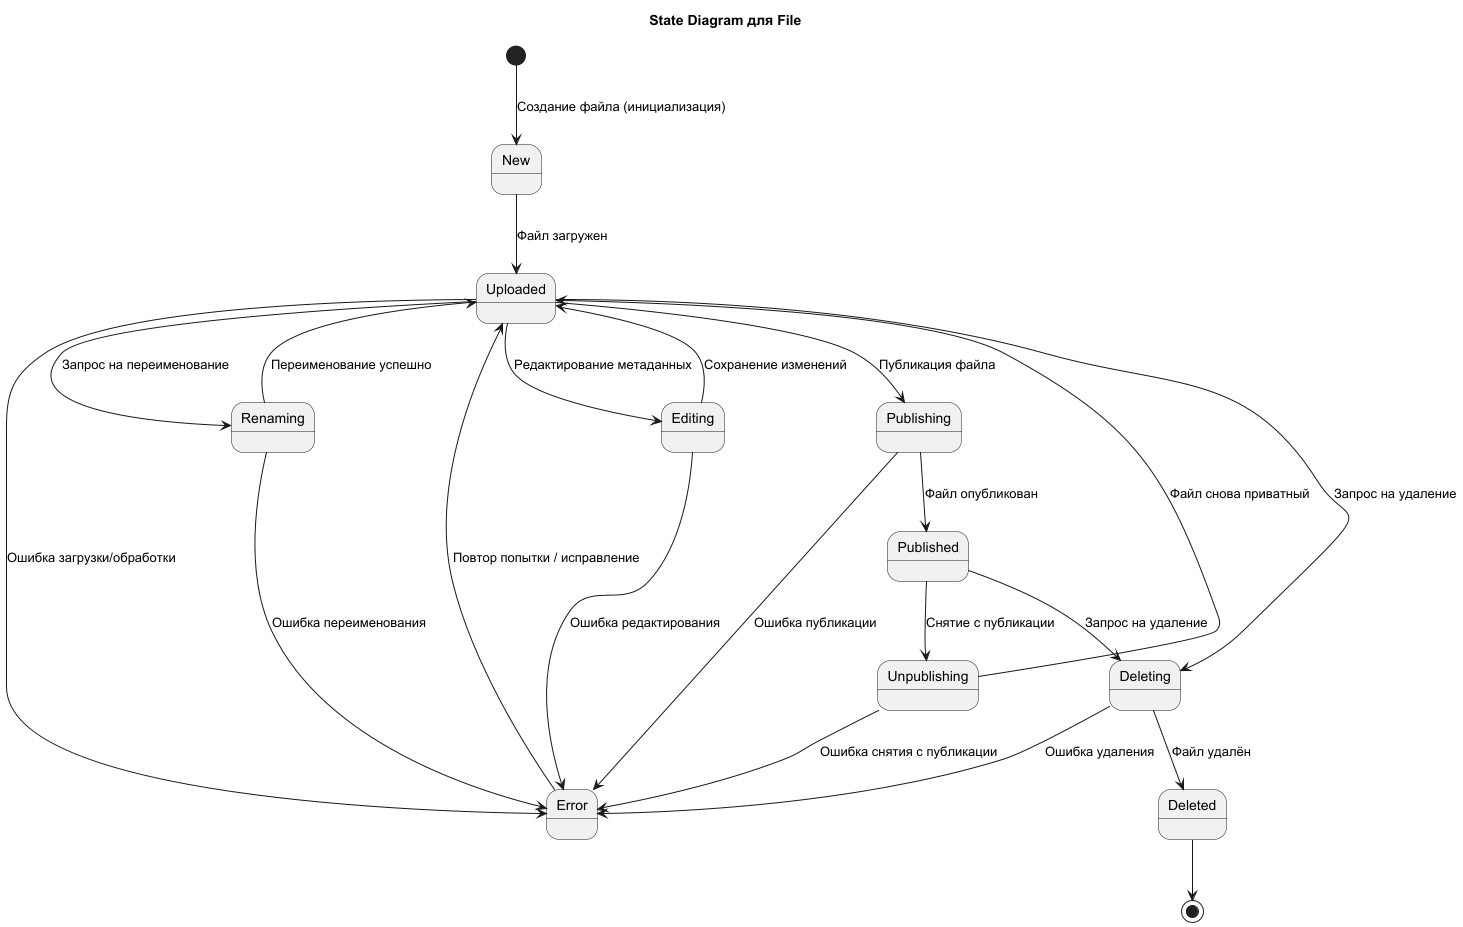 State Diagram для File
Создание файла (инициализация)
New
Файл загружен
Uploaded
Запрос на переименование
Переименование успешно
Редактирование метаданных
Сохранение изменений
Публикация файла
Renaming
Editing
Publishing
Файл опубликован
Файл снова приватный
Запрос на удаление
Published
Ошибка загрузки/обработки
Повтор попытки / исправление
Ошибка переименования
Ошибка редактирования
Ошибка публикации
Снятие с публикации
Запрос на удаление
Unpublishing
Deleting
Ошибка снятия с публикации
Ошибка удаления
Файл удалён
Error
Deleted